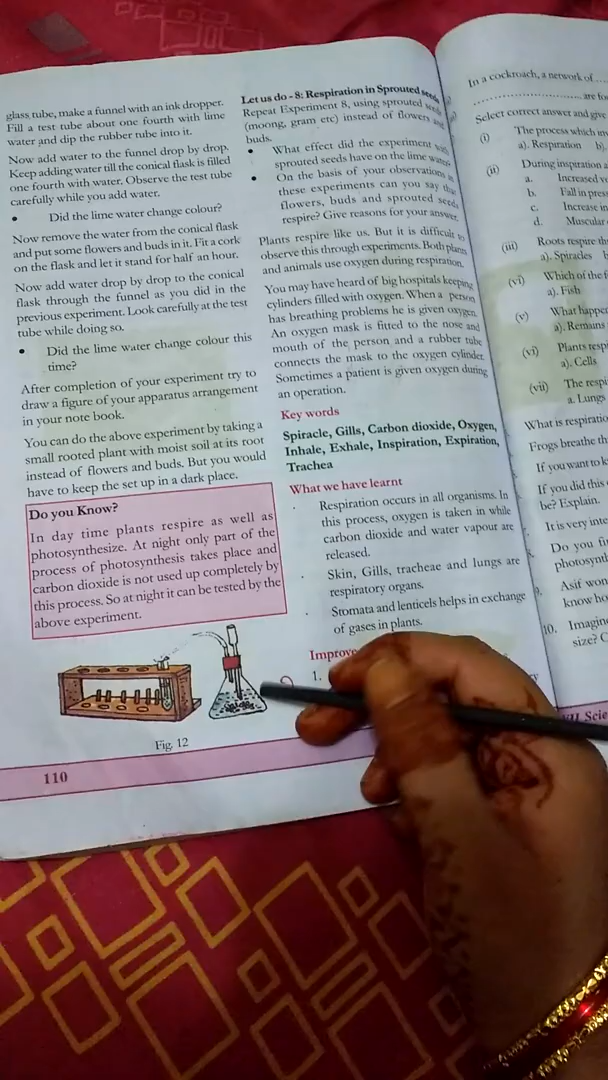 glass tube, make a funnel with an ink dropper.
Fill a test tube about one fourth with lime
water and dip the rubber tube into it.
Now add water to the funnel drop by drop.
Keep adding water till the conical flask is filled
one fourth with water. Observe the test tube
carefully while you add water.
• Did the lime water change colour?
Now remove the water from the conical flask
and put some flowers and buds in it. Fit a cork
on the flask and let it stand for half an hour.
Now add water drop by drop to the conical
flask through the funnel as you did in the
previous experiment. Look carefully at the test
tube while doing so.
• Did the lime water change colour this
time?
After completion of your experiment try to
draw a figure of your apparatus arrangement
in your note book.
You can do the above experiment by taking a
small rooted plant with moist soil at its root
instead of flowers and buds. But you would
have to keep the set up in a dark place.
Do you Know?
In day time plants respire as well as
photosynthesize. At night only part of the
process of photosynthesis takes place and
carbon dioxide is not used up completely by
this process. So at night it can be tested by the
above experiment.
Fig. 12
110
Let us do - 8: Respiration in Sprouted seeds
Repeat Experiment 8, using sprouted seeds
(moong, gram etc) instead of flowers and
buds.
• What effect did the experiment with
sprouted seeds have on the lime water?
• On the basis of your observations in
these experiments can you say that
flowers, buds and sprouted seeds
respire? Give reasons for your answer.
Plants respire like us. But it is difficult to
observe this through experiments. Both plants
and animals use oxygen during respiration.
You may have heard of big hospitals keeping
cylinders filled with oxygen. When a person
has breathing problems he is given oxygen.
An oxygen mask is fitted to the nose and
mouth of the person and a rubber tube
connects the mask to the oxygen cylinder.
Sometimes a patient is given oxygen during
an operation.
Key words
Spiracle, Gills, Carbon dioxide, Oxygen,
Inhale, Exhale, Inspiration, Expiration,
Trachea
What we have learnt
· Respiration occurs in all organisms. In
this process, oxygen is taken in while
carbon dioxide and water vapour are
released.
· Skin, Gills, tracheae and lungs are
respiratory organs.
· Stomata and lenticels helps in exchange
of gases in plants.
Improve
1.
In a cockroach, a network of ....
.............................. are
Select correct answer and give
(i) The process which
a). Respiration b).
(ii) During inspiration a
a. Increased
b. Fall in
c. Increase in
d. Muscular
(iii) Roots respire
a). Spiracles
(vi) Which of the
a). Fish
(v) What
a). Remains
(vi) Plants
a). Cells
(vii) The
a. Lungs
What is
Frogs breathe
If you want to
If you did this
be? Explain.
It is very
Do you
Asif
know
10. Imagine
size?
VII